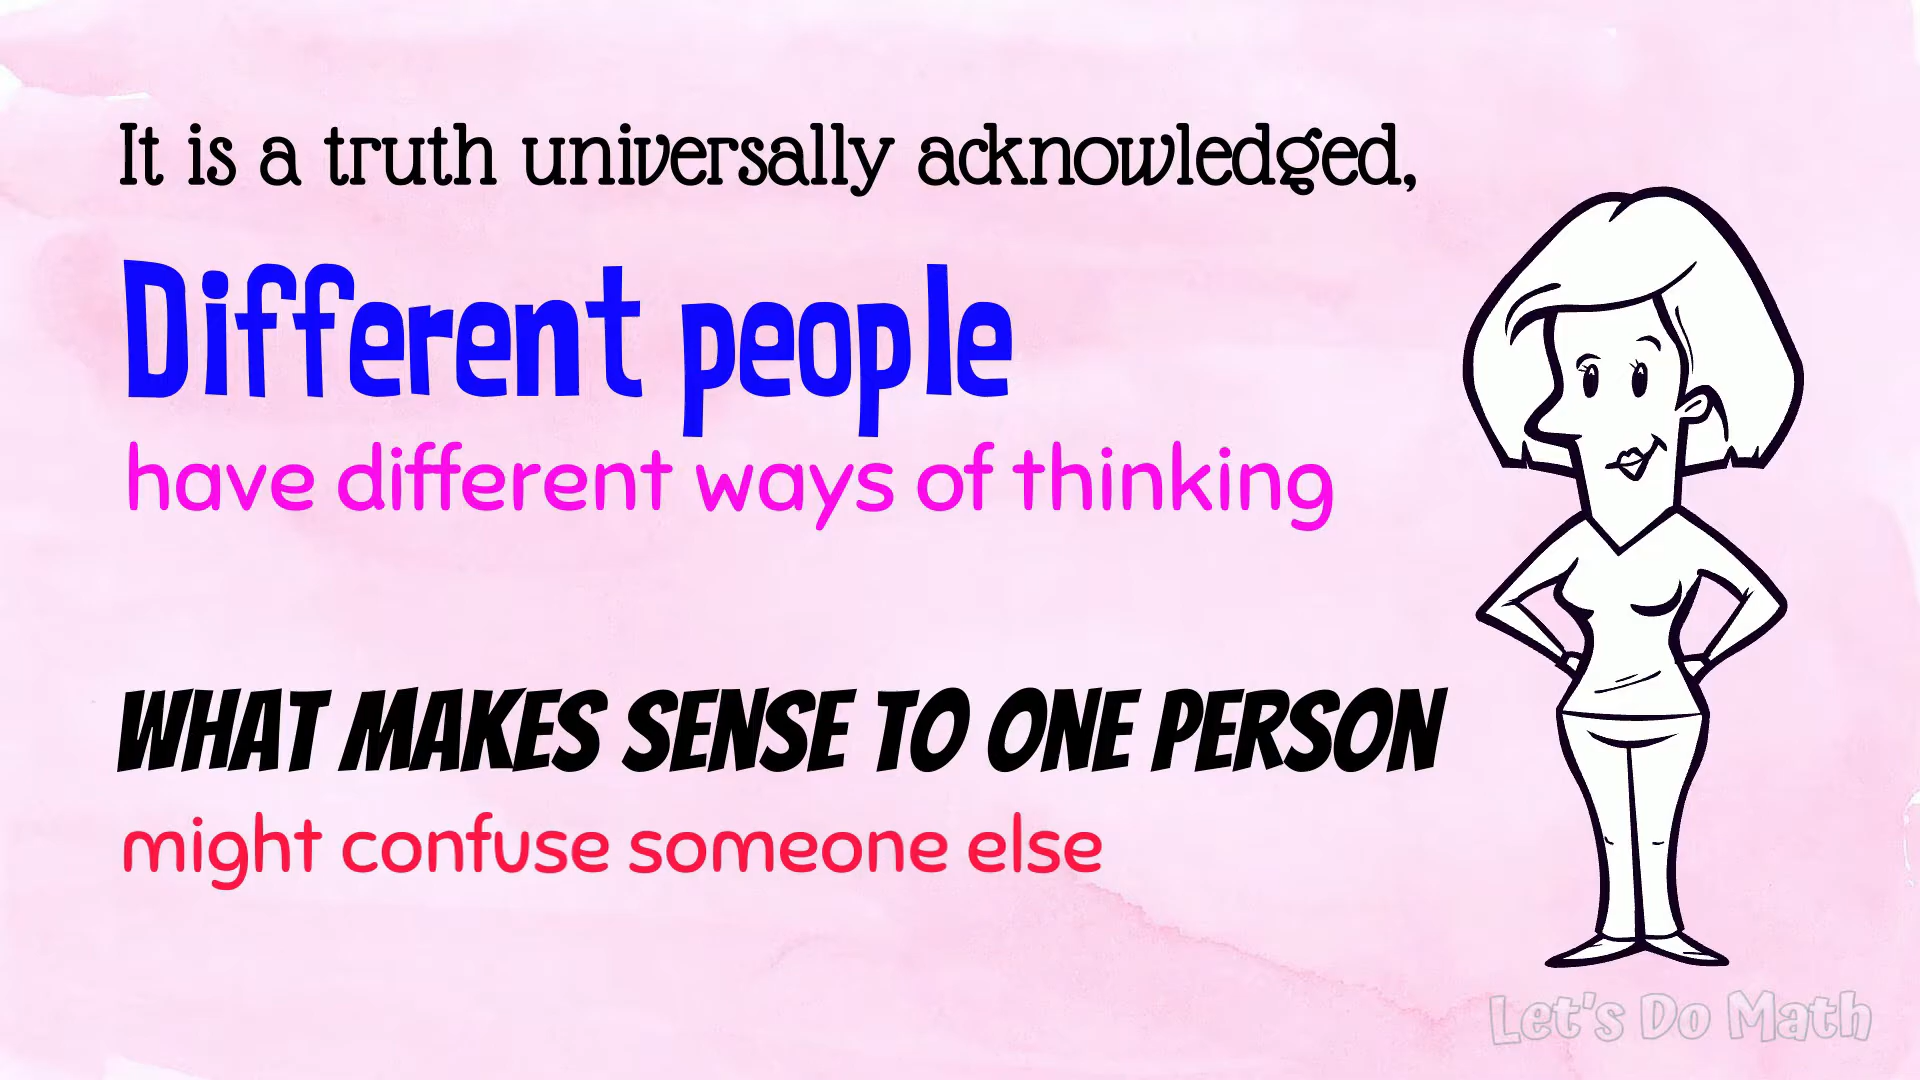 It is a truth universally acknowledged,
Different people
have different ways of thinking
WHAT MAKES SENSE TO ONE PERSON
might confuse someone else
Let's Do Math